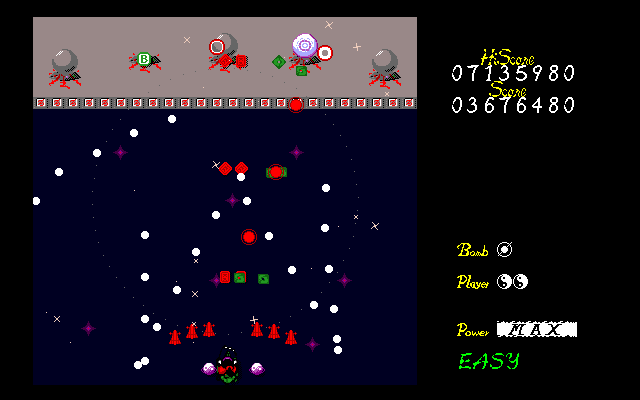 HiScore
07135980
Score
03676480
B
Bomb
Player
Power MAX
EASY